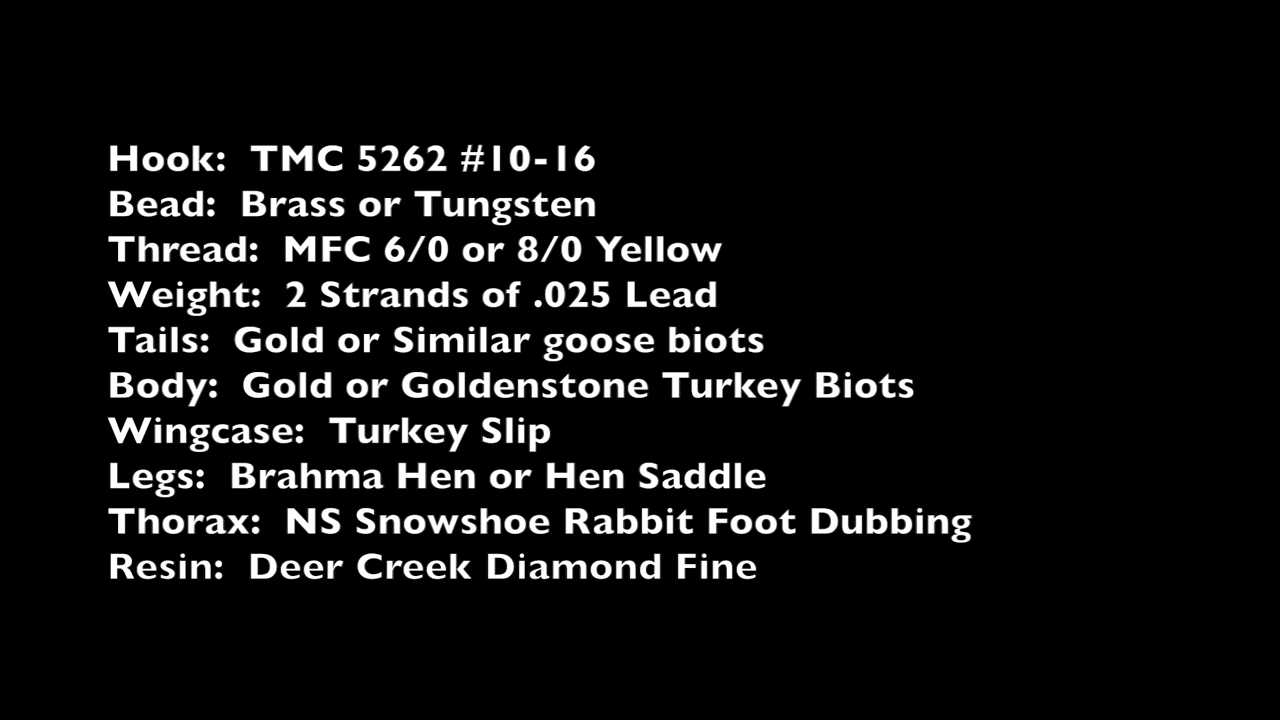 Hook:  TMC 5262 #10-16
Bead:  Brass or Tungsten
Thread:  MFC 6/0 or 8/0 Yellow
Weight:  2 Strands of .025 Lead
Tails:  Gold or Similar goose biots
Body:  Gold or Goldenstone Turkey Biots
Wingcase:  Turkey Slip
Legs:  Brahma Hen or Hen Saddle
Thorax:  NS Snowshoe Rabbit Foot Dubbing
Resin:  Deer Creek Diamond Fine